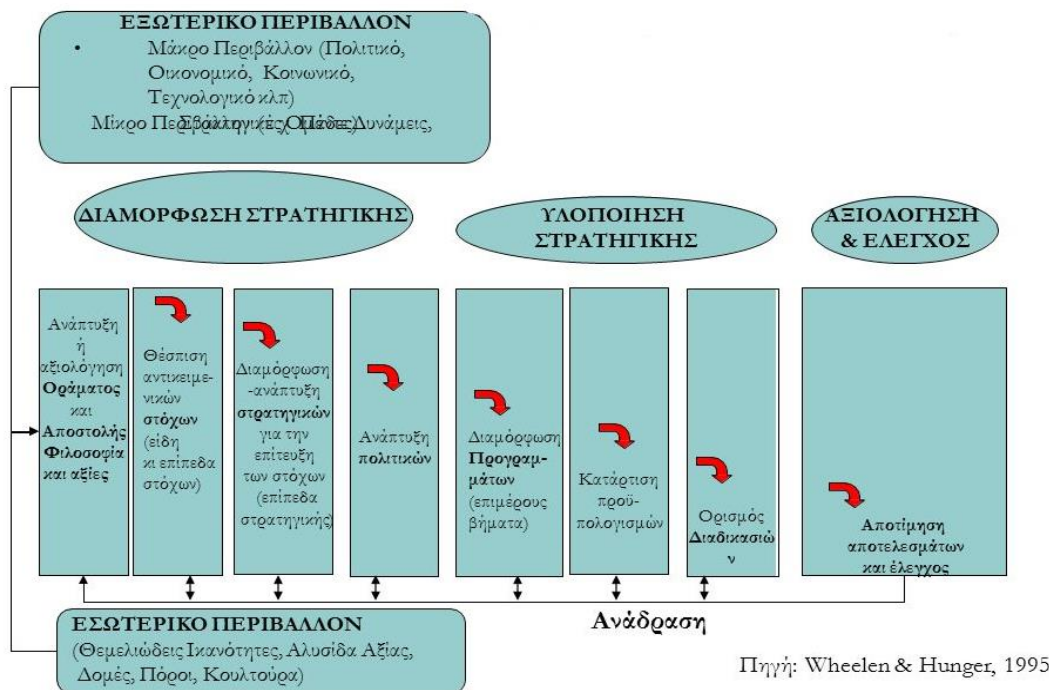 ΕΞΩΤΕΡΙΚΟ ΠΕΡΙΒΑΛΛΟΝ
• Μάκρο Περιβάλλον (Πολιτικό,
Οικονομικό, Κοινωνικό,
Τεχνολογικό κλπ)
Μίκρο Δυνάμεις,
ΔΙΑΜΟΡΦΩΣΗ ΣΤΡΑΤΗΓΙΚΗΣ
ΥΛΟΠΟΙΗΣΗ
ΣΤΡΑΤΗΓΙΚΗΣ
ΑΞΙΟΛΟΓΗΣΗ
& ΕΛΕΓΧΟΣ
Ανάπτυξη
ή
αξιολόγηση
Οράματος
και
Αποστολής
Φιλοσοφία
και αξίες
Θέσπιση
αντικειμε-
νικών
στόχων
(είδη
κι επίπεδα
στόχων)
Διαμόρφωση
-ανάπτυξη
στρατηγικών
για την
επίτευξη
των στόχων
(επίπεδα
στρατηγικής)
Ανάπτυξη
πολιτικών
Διαμόρφωση
Προγραμ-
μάτων
(επιμέρους
βήματα)
Κατάρτιση
προϋ-
πολογισμών
Ορισμός
Διαδικασιώ
ν
Αποτίμηση
αποτελεσμάτων
και έλεγχος
Ανάδραση
ΕΣΩΤΕΡΙΚΟ ΠΕΡΙΒΑΛΛΟΝ
(Θεμελιώδεις Ικανότητες, Αλυσίδα Αξίας,
Δομές, Πόροι, Κουλτούρα)
Πηγή: Wheelen & Hunger, 1995